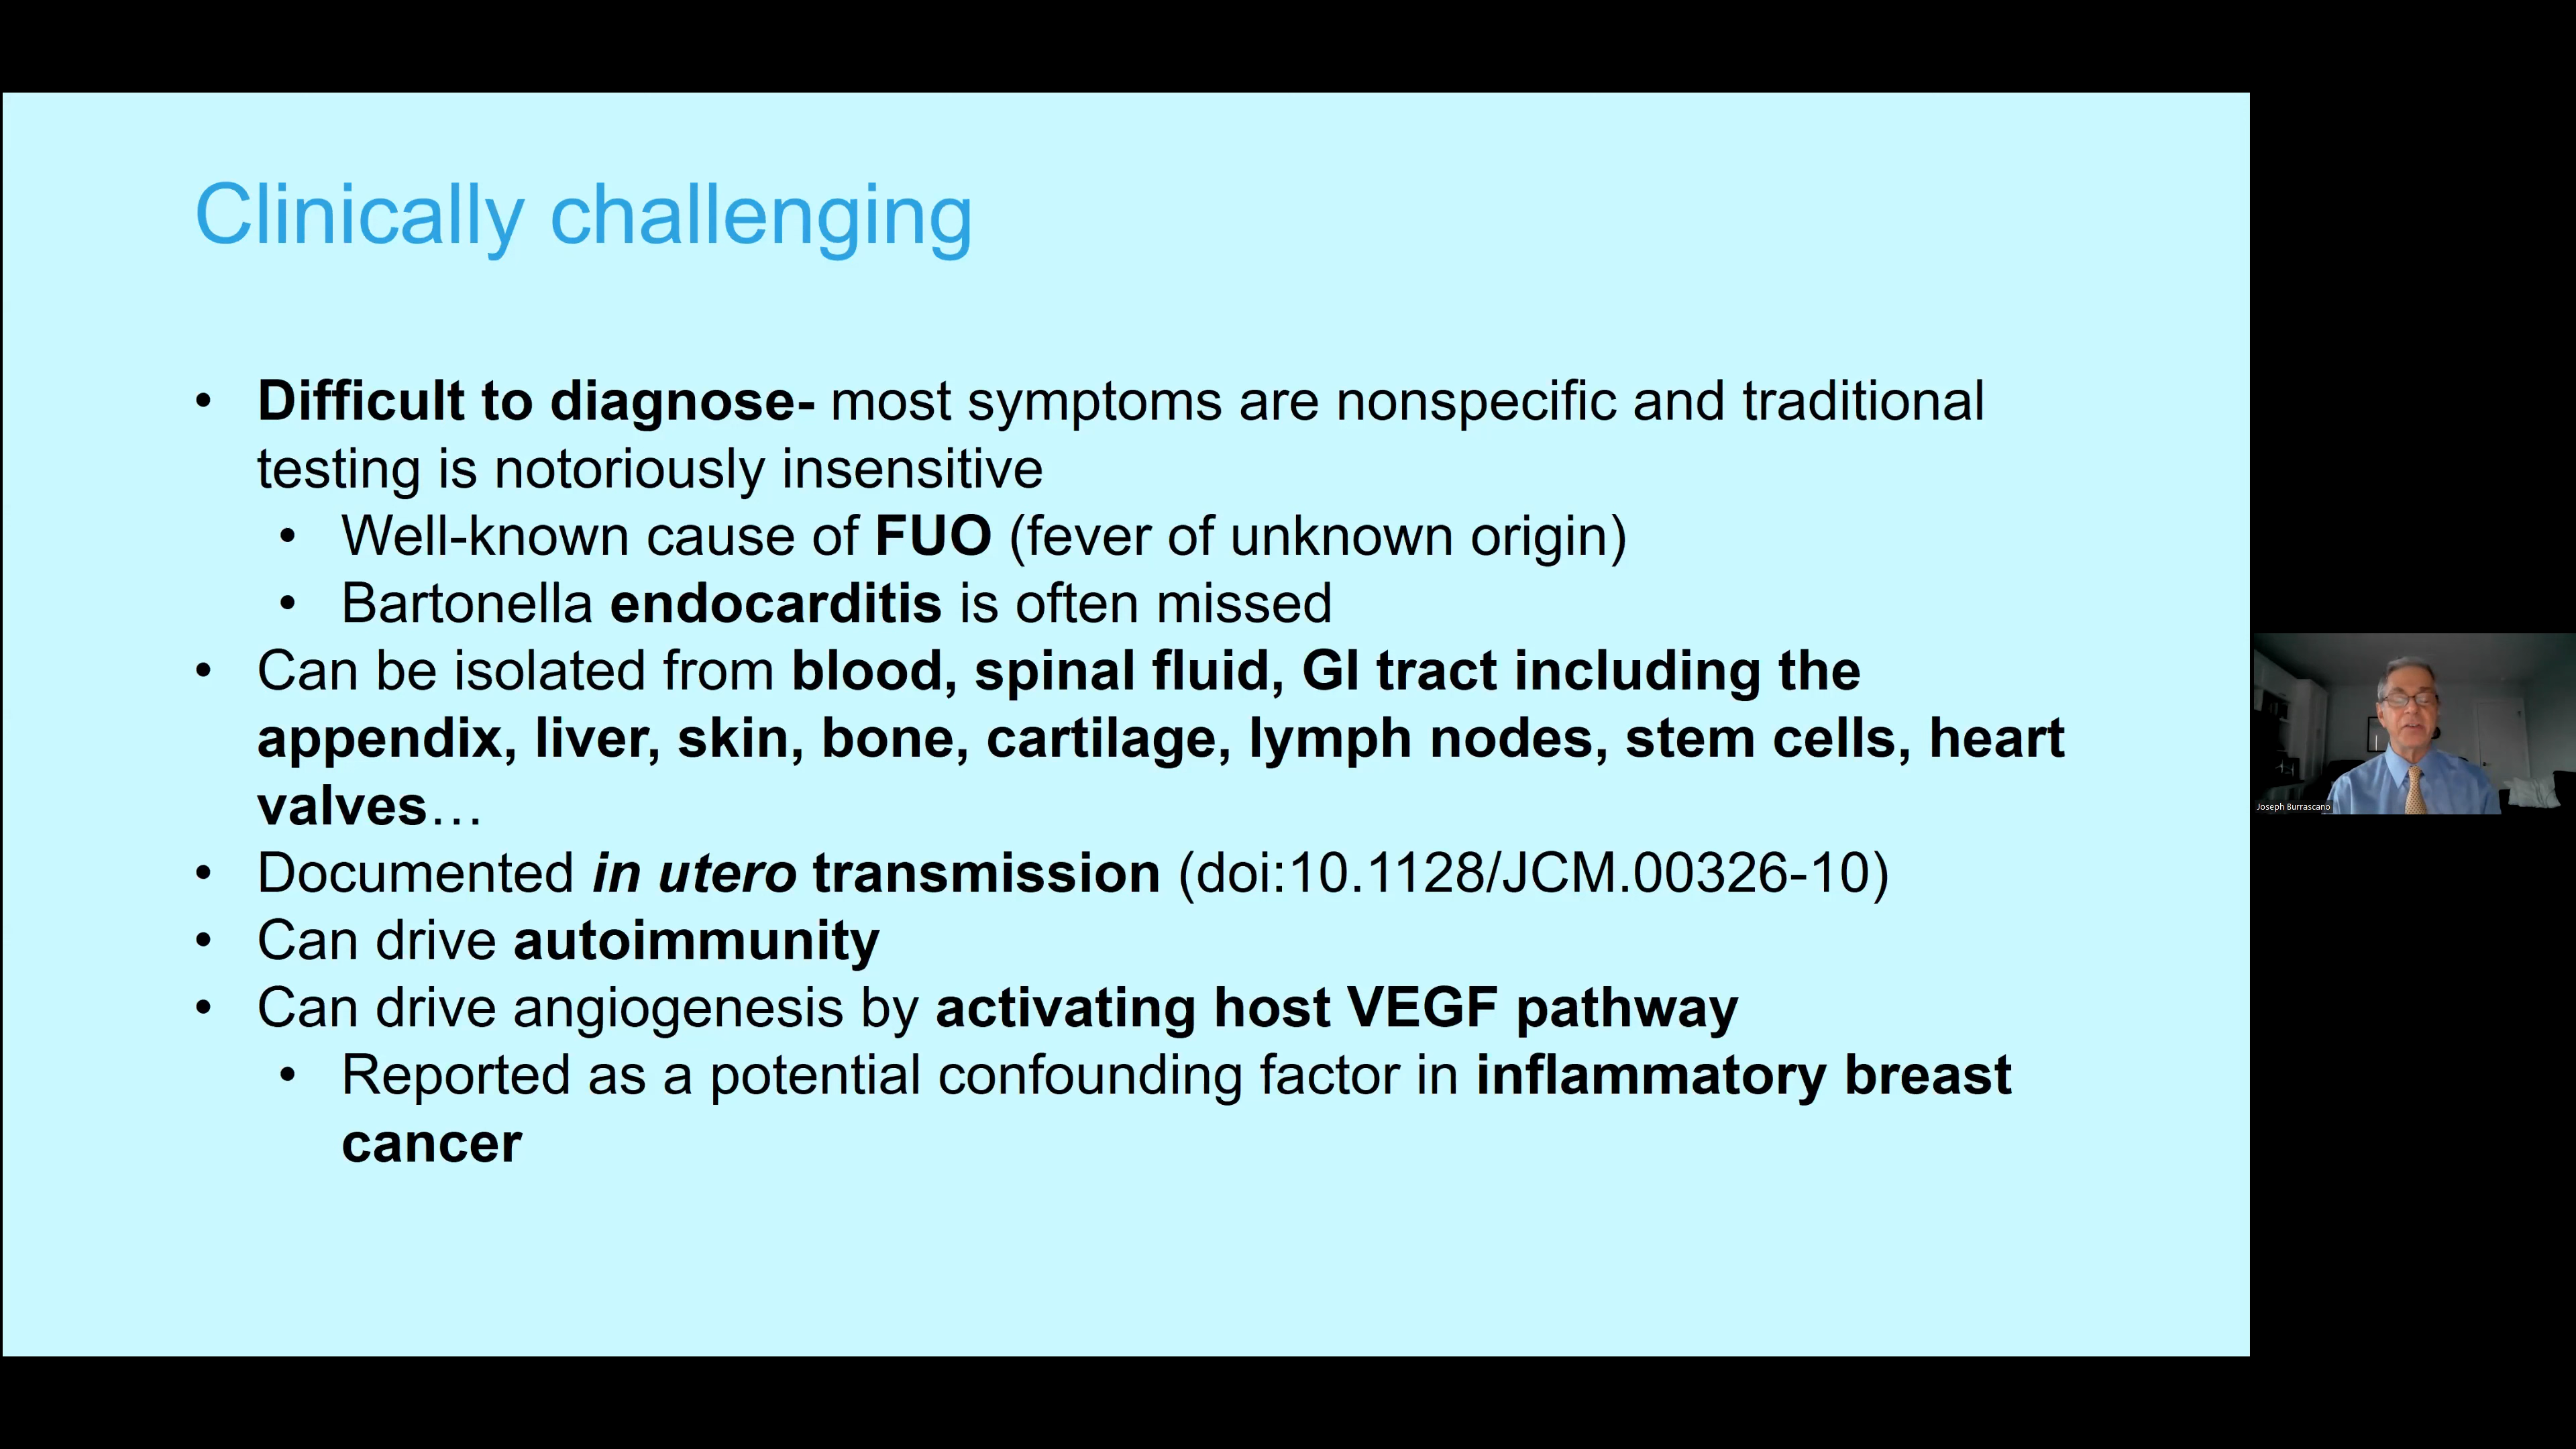 Clinically challenging
• Difficult to diagnose- most symptoms are nonspecific and traditional
testing is notoriously insensitive
• Well-known cause of FUO (fever of unknown origin)
• Bartonella endocarditis is often missed
• Can be isolated from blood, spinal fluid, GI tract including the
appendix, liver, skin, bone, cartilage, lymph nodes, stem cells, heart
valves…
• Documented in utero transmission (doi:10.1128/JCM.00326-10)
• Can drive autoimmunity
• Can drive angiogenesis by activating host VEGF pathway
• Reported as a potential confounding factor in inflammatory breast
cancer
Joseph Burrascano